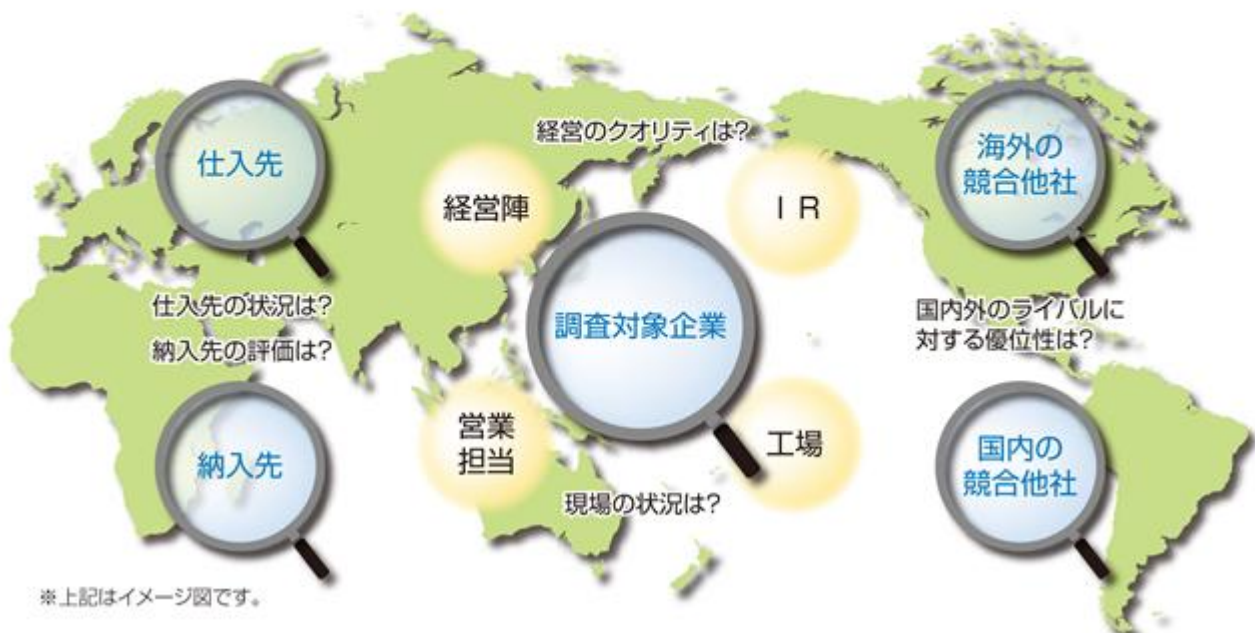 経営のクオリティは?
仕入先
海外の
競合他社
経営陣
ＩＲ
調査対象企業
仕入先の状況は?
納入先の評価は?
国内外のライバルに
対する優位性は?
営業
担当
工場
納入先
国内の
競合他社
現場の状況は?
※上記はイメージ図です。